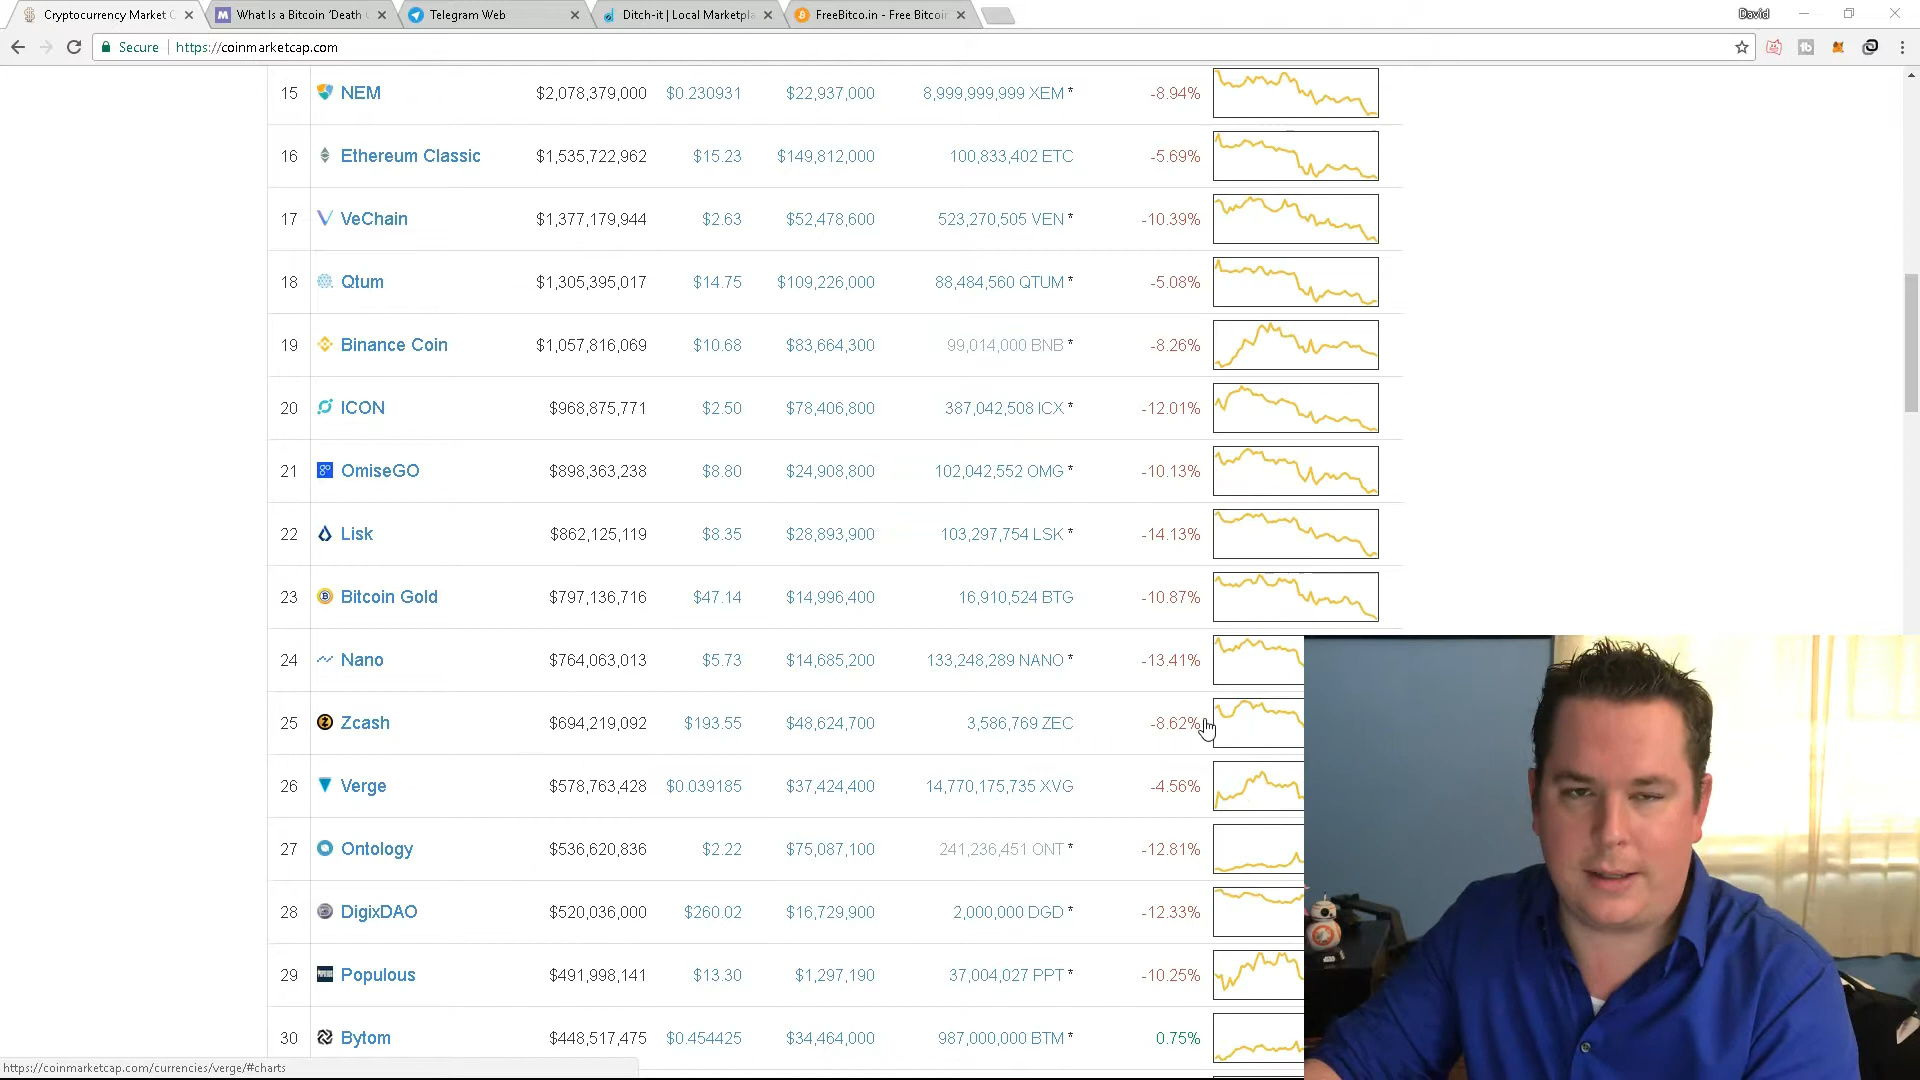 Cryptocurrency Market C
What Is a Bitcoin 'Death
Telegram Web
Ditch-it | Local Marketpla
FreeBitco.in - Free Bitcoin
David
Secure
https://coinmarketcap.com
15 NEM $2,078,379,000 $0.230931 $22,937,000 8,999,999,999 XEM * -8.94%
16 Ethereum Classic $1,535,722,962 $15.23 $149,812,000 100,833,402 ETC -5.69%
17 VeChain $1,377,179,944 $2.63 $52,478,600 523,270,505 VEN * -10.39%
18 Qtum $1,305,395,017 $14.75 $109,226,000 88,484,560 QTUM * -5.08%
19 Binance Coin $1,057,816,069 $10.68 $83,664,300 99,014,000 BNB * -8.26%
20 ICON $968,875,771 $2.50 $78,406,800 387,042,508 ICX * -12.01%
21 OmiseGO $898,363,238 $8.80 $24,908,800 102,042,552 OMG * -10.13%
22 Lisk $862,125,119 $8.35 $28,893,900 103,297,754 LSK * -14.13%
23 Bitcoin Gold $797,136,716 $47.14 $14,996,400 16,910,524 BTG -10.87%
24 Nano $764,063,013 $5.73 $14,685,200 133,248,289 NANO * -13.41%
25 Zcash $694,219,092 $193.55 $48,624,700 3,586,769 ZEC -8.62%
26 Verge $578,763,428 $0.039185 $37,424,400 14,770,175,735 XVG -4.56%
27 Ontology $536,620,836 $2.22 $75,087,100 241,236,451 ONT * -12.81%
28 DigixDAO $520,036,000 $260.02 $16,729,900 2,000,000 DGD * -12.33%
29 Populous $491,998,141 $13.30 $1,297,190 37,004,027 PPT * -10.25%
30 Bytom $448,517,475 $0.454425 $34,464,000 987,000,000 BTM * 0.75%
https://coinmarketcap.com/currencies/verge/#charts